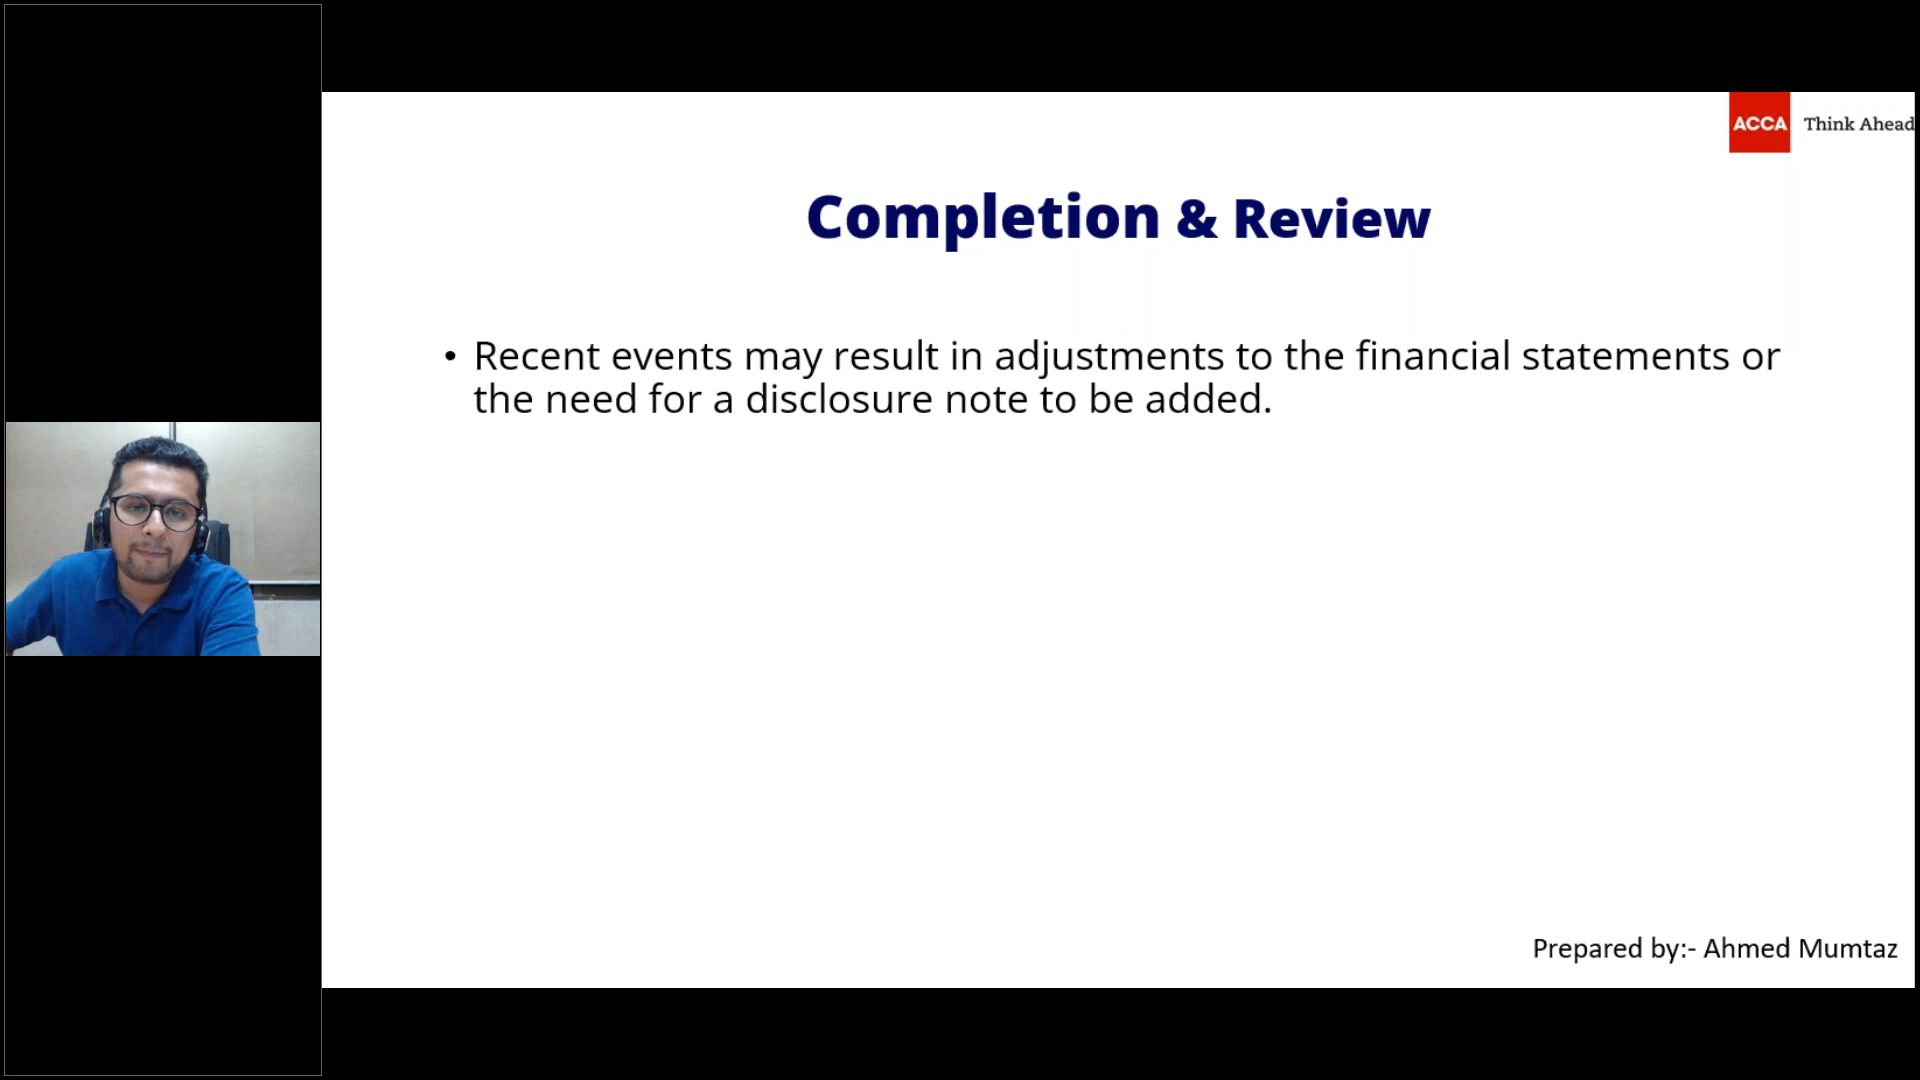 ACCA Think Ahead
Completion & Review
• Recent events may result in adjustments to the financial statements or
the need for a disclosure note to be added.
Prepared by:- Ahmed Mumtaz